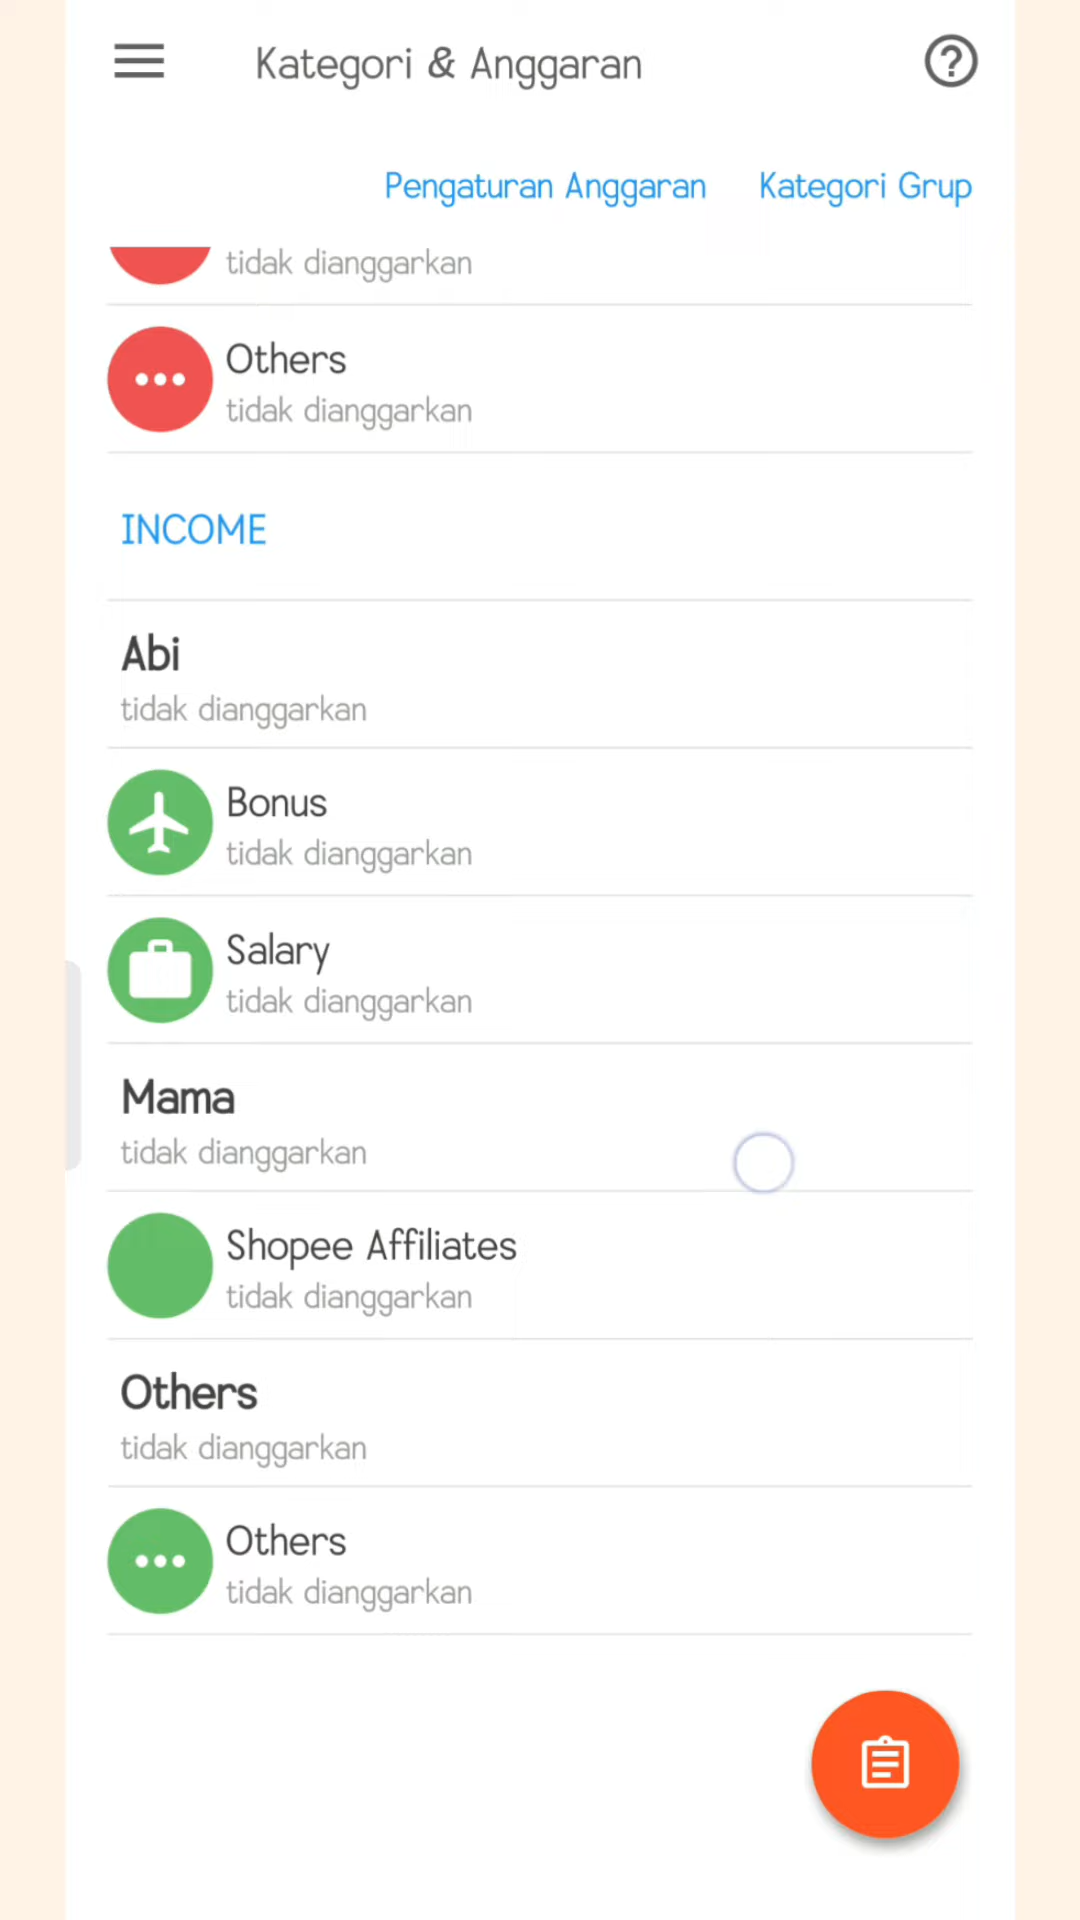 Kategori & Anggaran
Pengaturan Anggaran Kategori Grup
tidak dianggarkan
Others
tidak dianggarkan
INCOME
Abi
tidak dianggarkan
Bonus
tidak dianggarkan
Salary
tidak dianggarkan
Mama
tidak dianggarkan
Shopee Affiliates
tidak dianggarkan
Others
tidak dianggarkan
Others
tidak dianggarkan